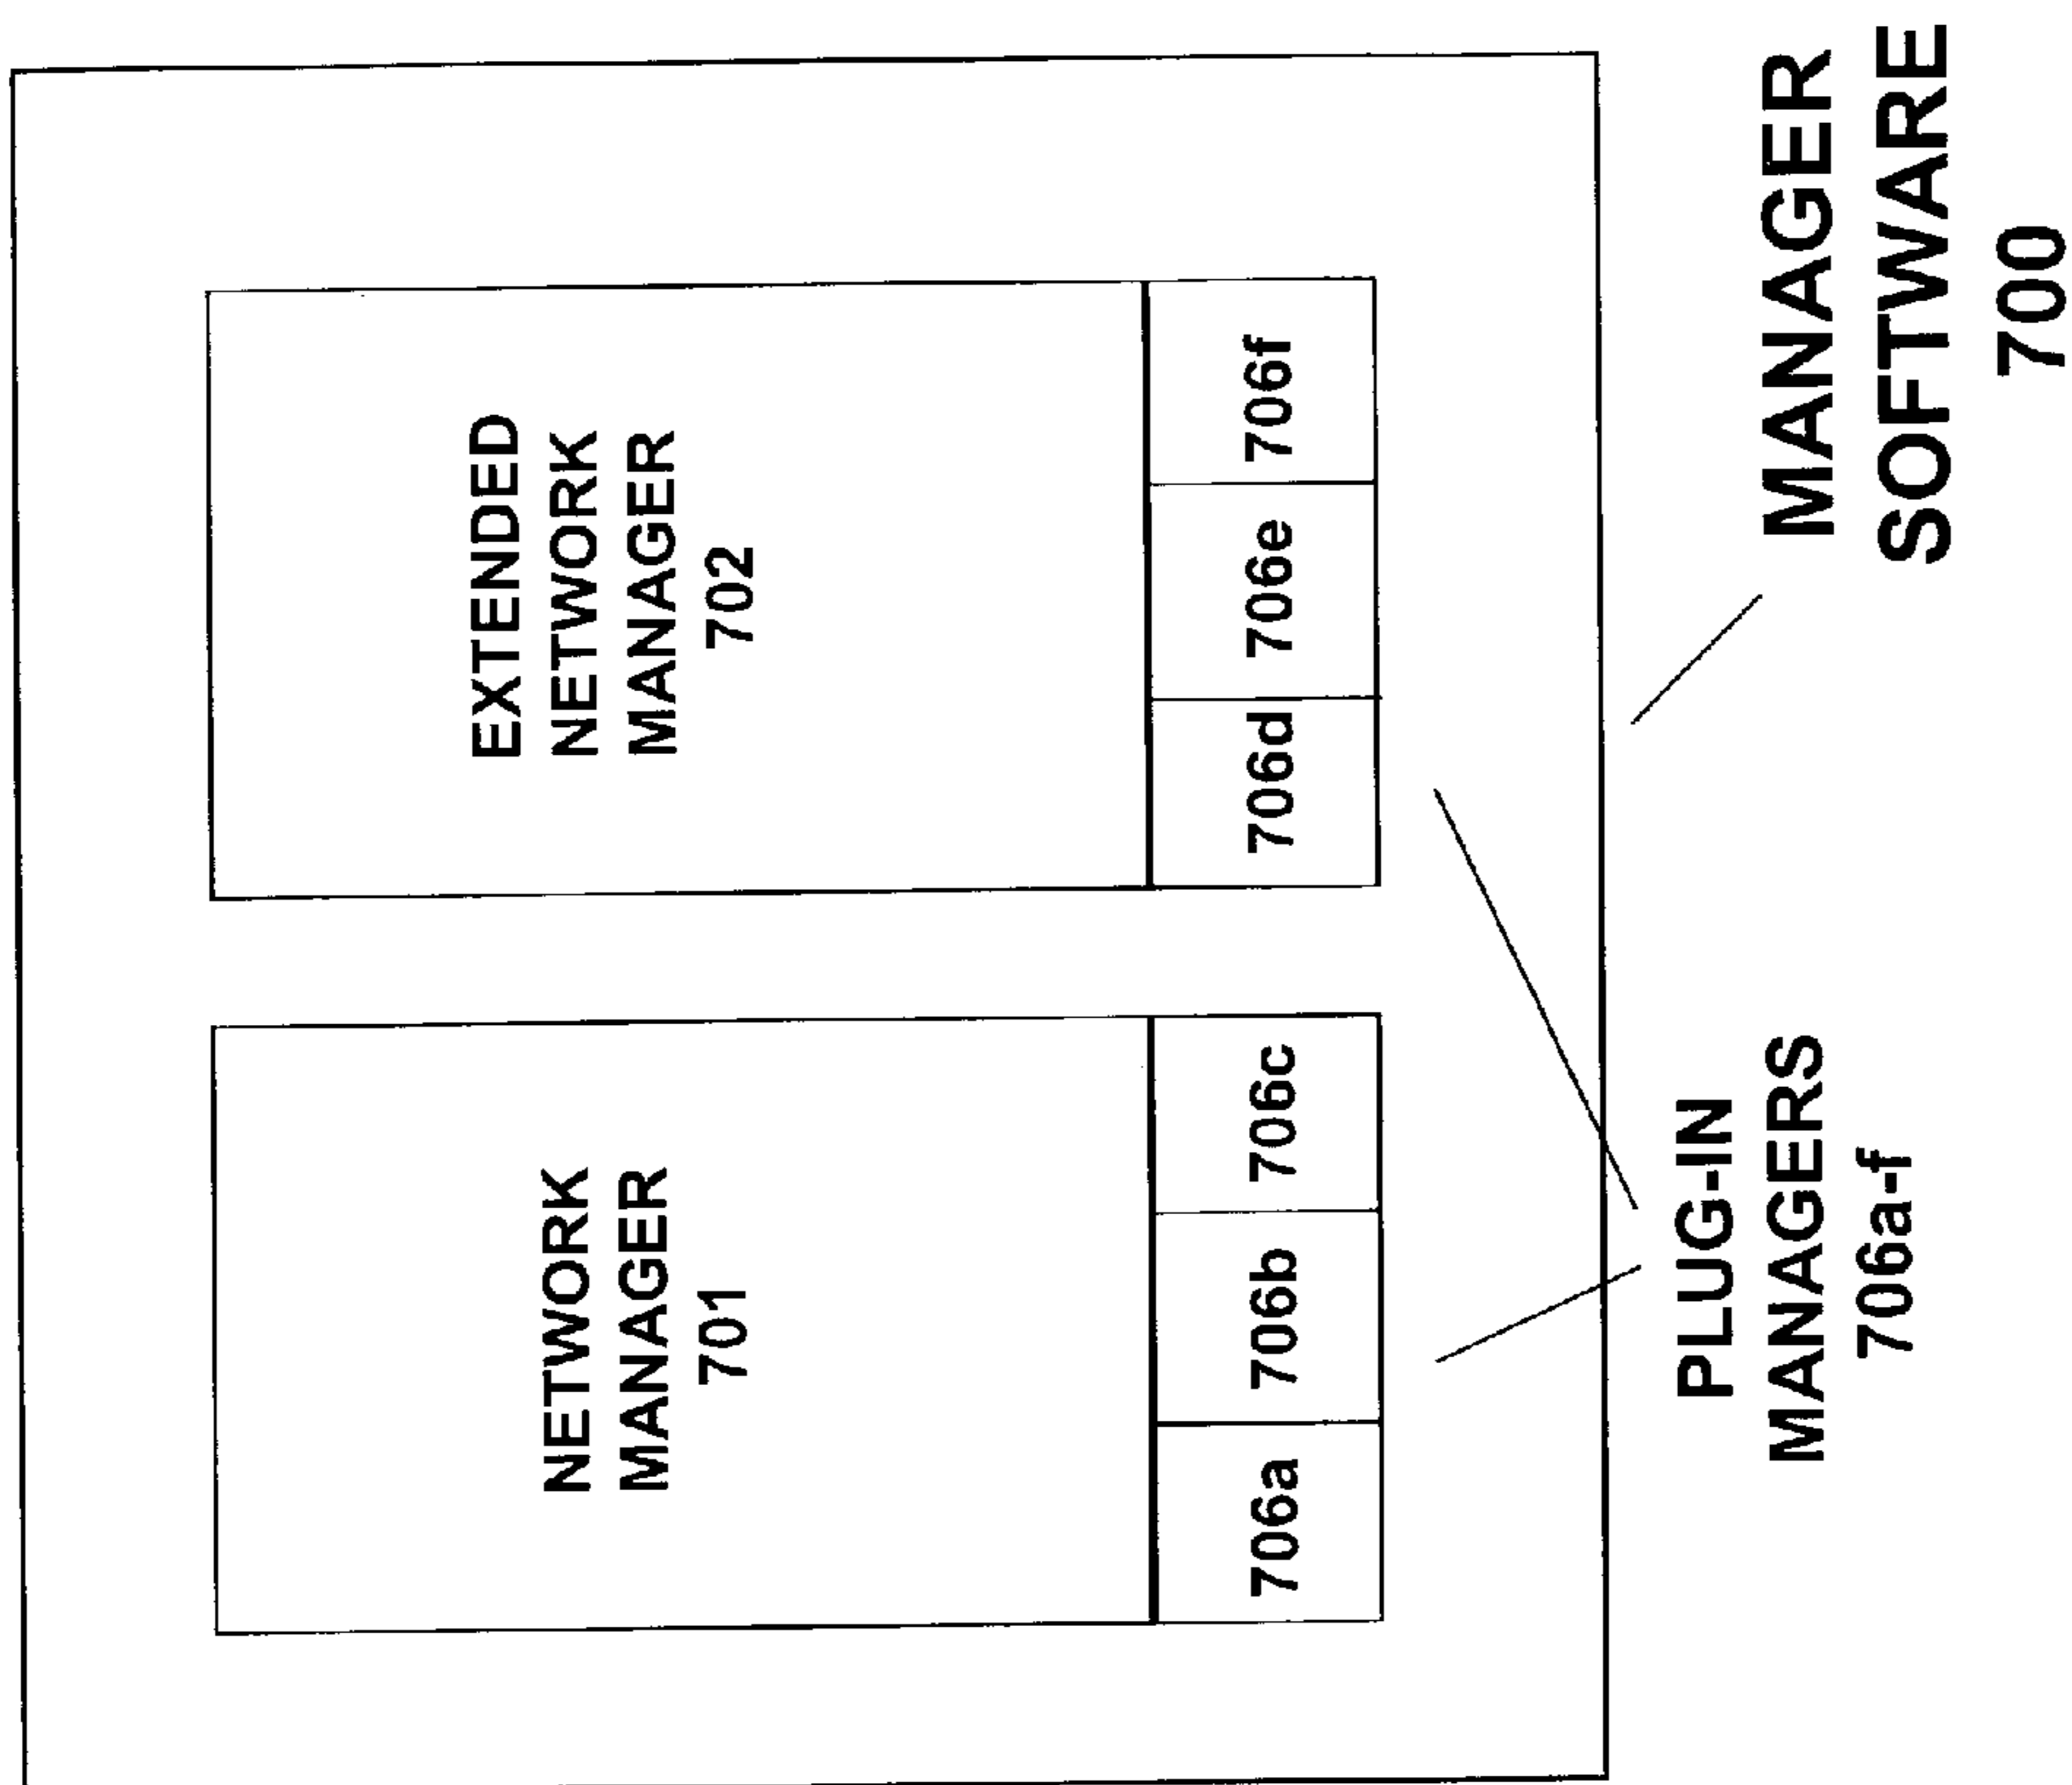 NETWORK
MANAGER
701
706a
706b
706c
EXTENDED
NETWORK
MANAGER
702
706d
706e
706f
PLUG-IN
MANAGERS
706a-f
MANAGER
SOFTWARE
700